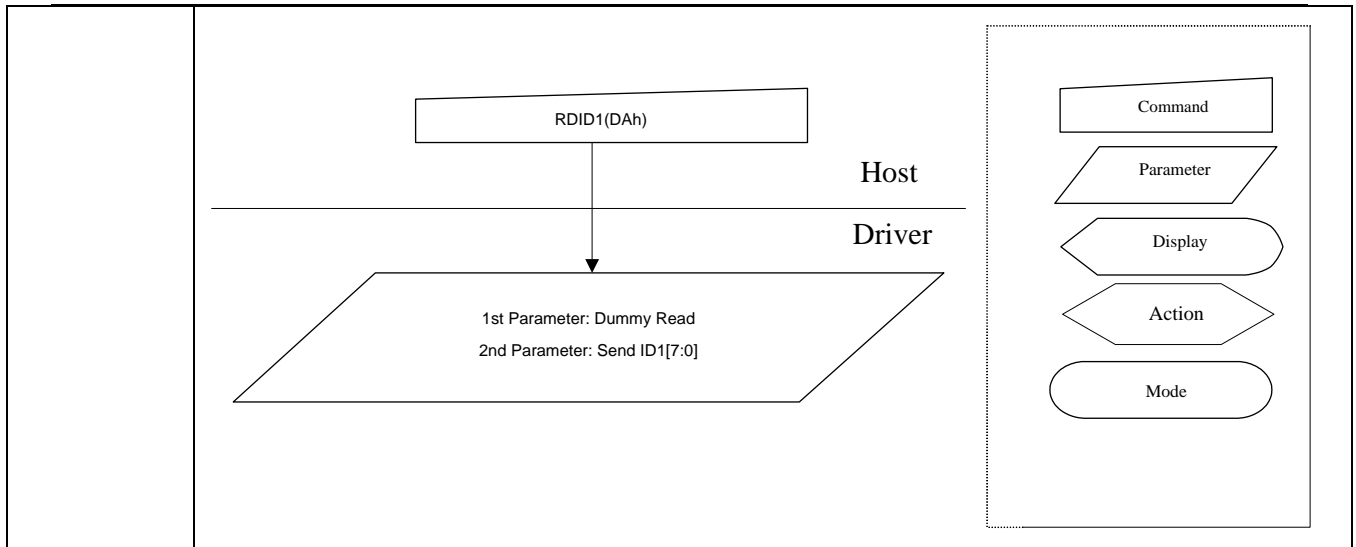 RDID1(DAh)
Host
Driver
1st Parameter: Dummy Read
2nd Parameter: Send ID1[7:0]
Command
Parameter
Display
Action
Mode